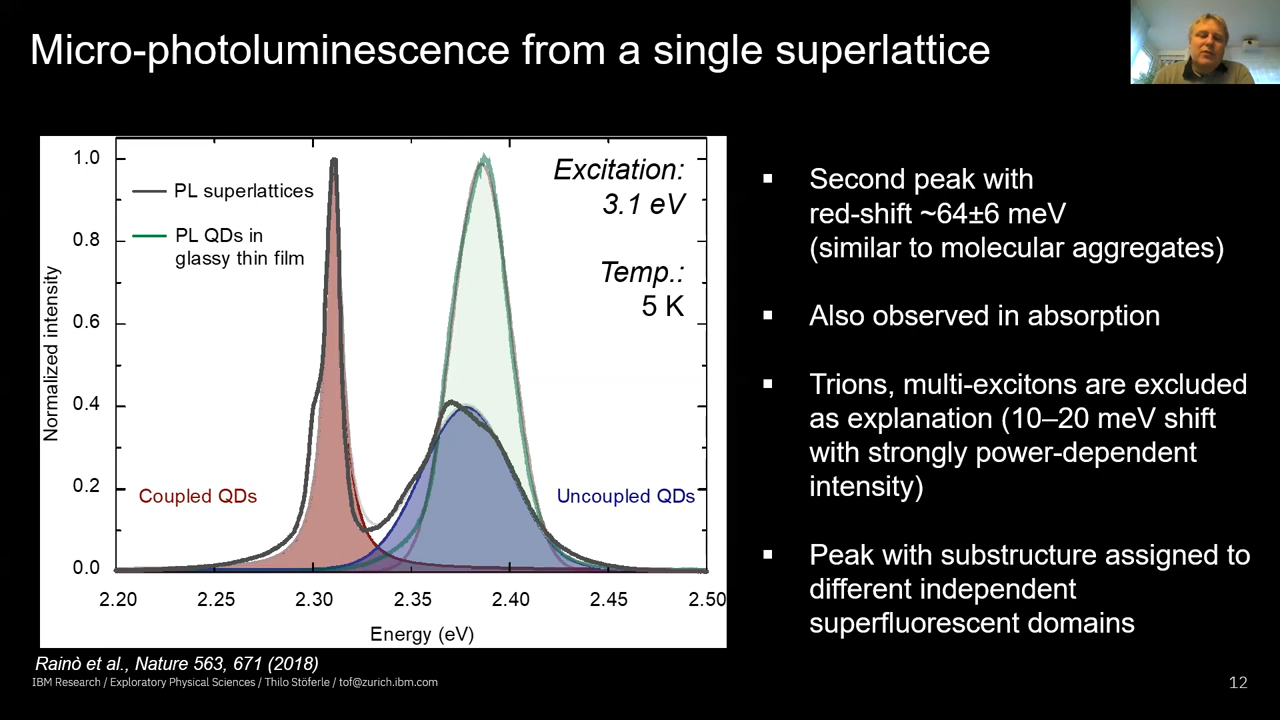 Micro-photoluminescence from a single superlattice
1.0
0.8
0.6
0.4
0.2
0.0
Normalized intensity
PL superlattices
PL QDs in
glassy thin film
Excitation:
3.1 eV
Temp.:
5 K
Coupled QDs
Uncoupled QDs
2.20 2.25 2.30 2.35 2.40 2.45 2.50
Energy (eV)
▪ Second peak with
red-shift ~64±6 meV
(similar to molecular aggregates)
▪ Also observed in absorption
▪ Trions, multi-excitons are excluded
as explanation (10–20 meV shift
with strongly power-dependent
intensity)
▪ Peak with substructure assigned to
different independent
superfluorescent domains
Rainò et al., Nature 563, 671 (2018)
IBM Research / Exploratory Physical Sciences / Thilo Stöferle / tof@zurich.ibm.com
12